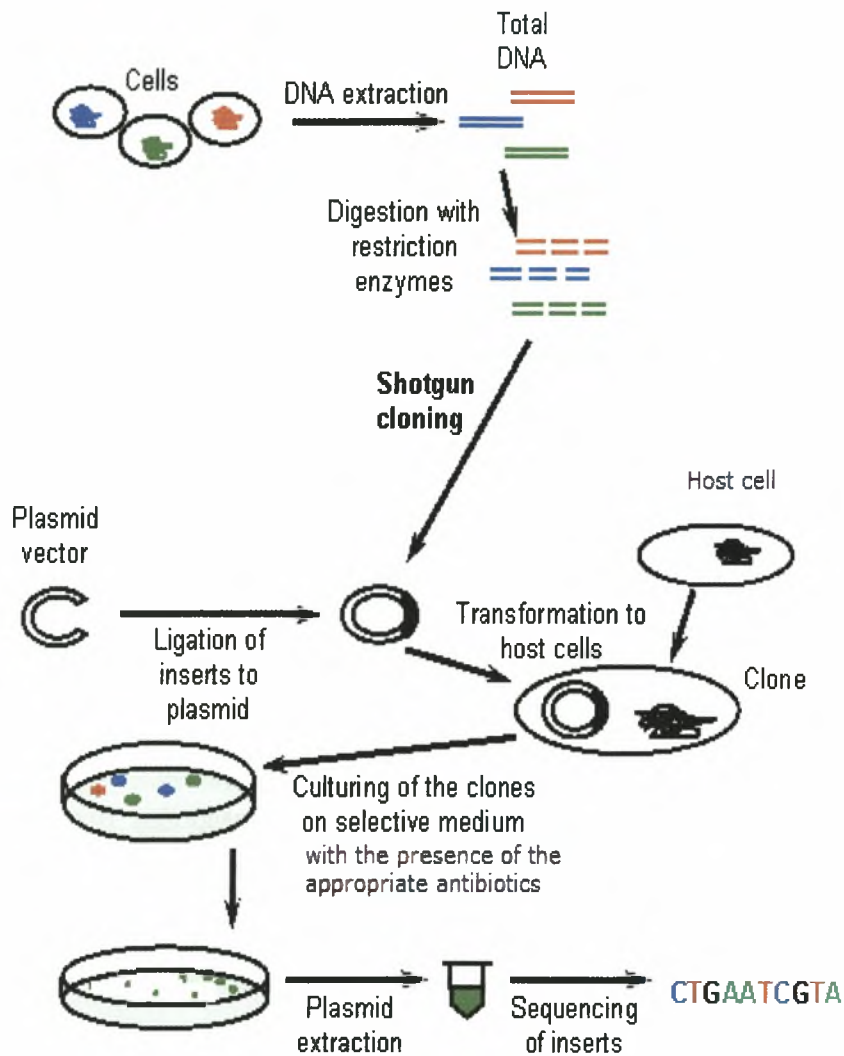 Total
DNA
Cells
DNA extraction
Digestion with
restriction
enzymes
Shotgun
cloning
Host cell
Plasmid
vector
Ligation of
inserts to
plasmid
Transformation to
host cells
Clone
Culturing of the clones
on selective medium
with the presence of the
appropriate antibiotics
Plasmid
extraction
Sequencing
of inserts
CTGAATCGTA